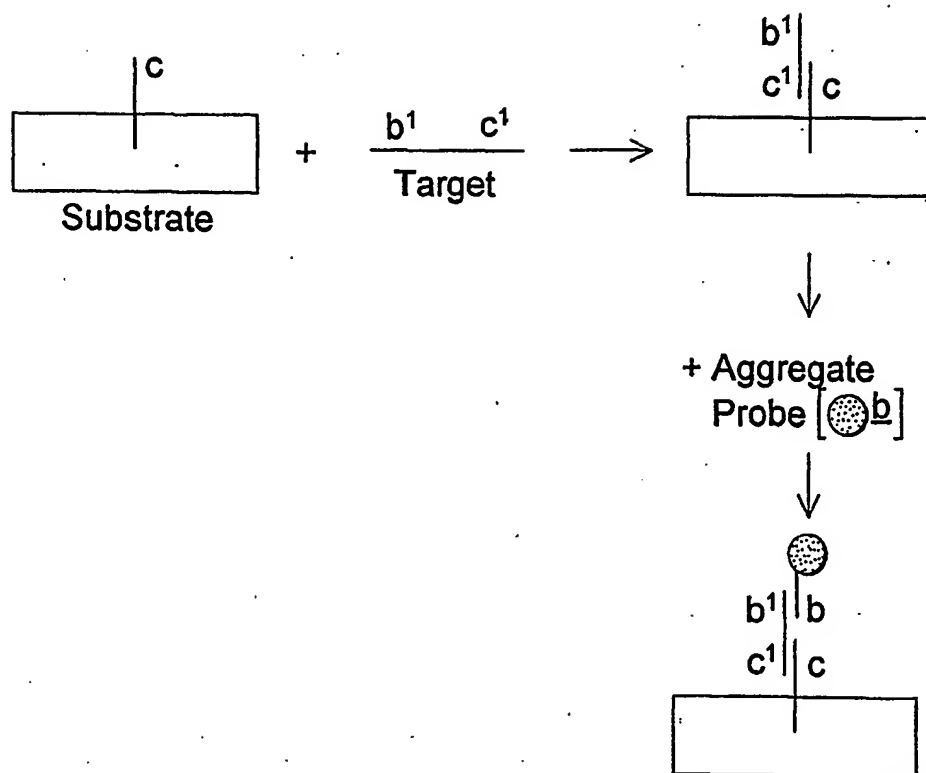 c
+
b¹ c¹
Target
Substrate
b¹
c¹ c
+ Aggregate
Probe [b]
b¹ b
c¹ c